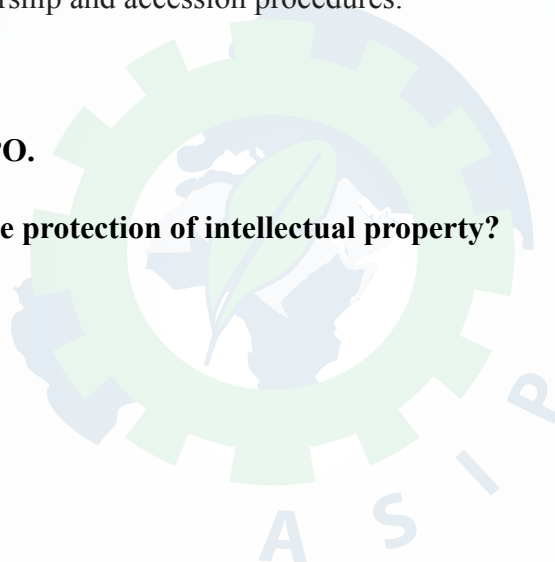 rship and accession procedures.
PO.
e protection of intellectual property?
A S I P